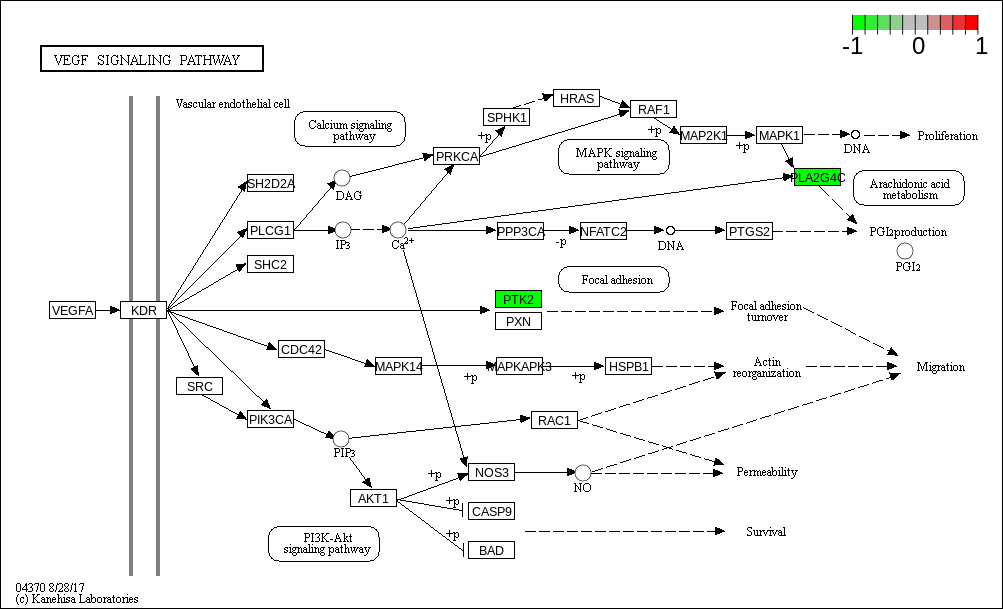 -1 0 1
VEGF SIGNALING PATHWAY
Vascular endothelial cell
Calcium signaling
pathway
SPHK1
HRAS
RAF1
+p
+p
MAP2K1
+p
MAPK1
DNA
Proliferation
PRKCA
MAPK signaling
pathway
PLA2G4C
Arachidonic acid
metabolism
SH2D2A
DAG
PLCG1
IP3
Ca2+
PPP3CA
-p
NFATC2
DNA
PTGS2
PGI2production
PGI2
SHC2
Focal adhesion
PTK2
PXN
Focal adhesion
turnover
VEGFA
KDR
CDC42
MAPK14
+p
MAPKAPK3
+p
HSPB1
Actin
reorganization
Migration
SRC
PIK3CA
RAC1
PIP3
+p
NOS3
NO
Permeability
AKT1
+p
CASP9
+p
BAD
Survival
PI3K-Akt
signaling pathway
04370 8/28/17
(c) Kanehisa Laboratories